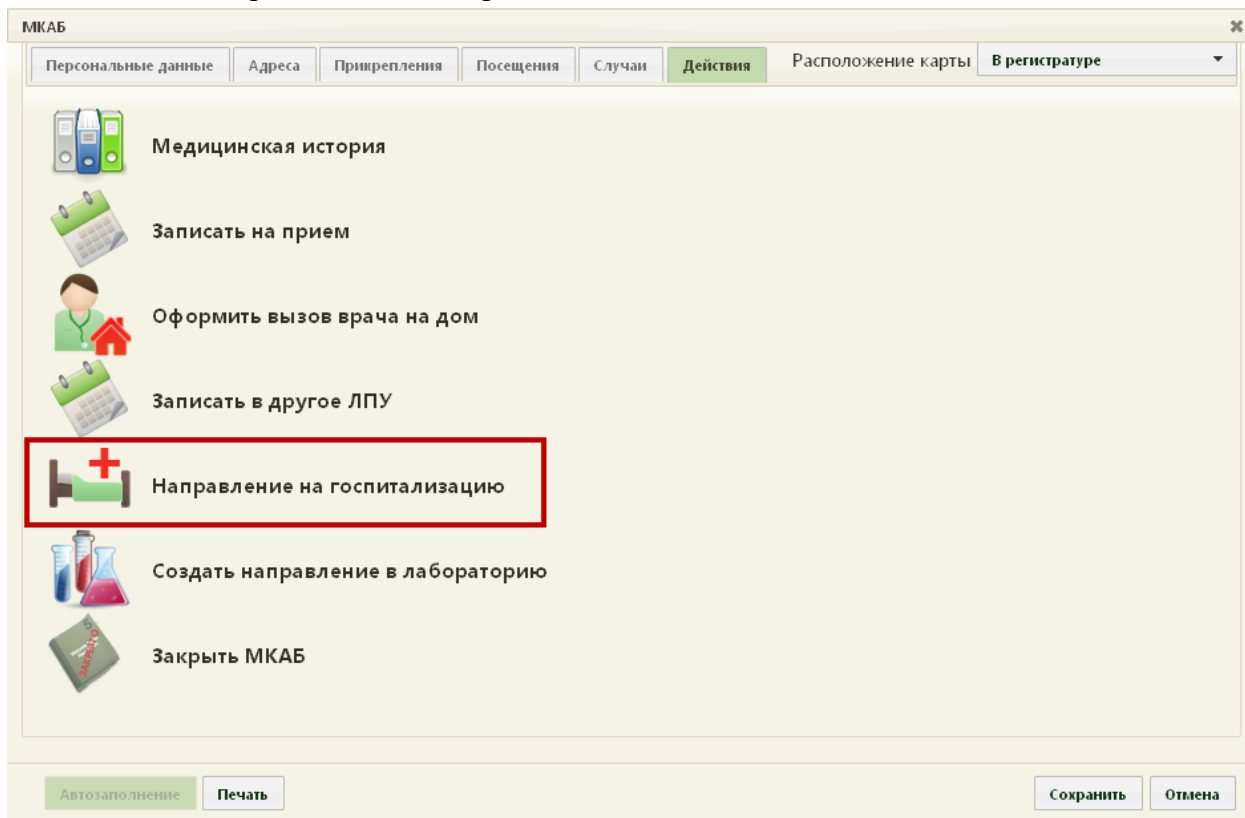 МКАБ
Персональные данные Адреса Прикрепления Посещения Случаи Действия Расположение карты В регистратуре
Медицинская история
Записать на прием
Оформить вызов врача на дом
Записать в другое ЛПУ
Направление на госпитализацию
Создать направление в лабораторию
ЗАКРЫТО
Закрыть МКАБ
Автозаполнение Печать Сохранить Отмена